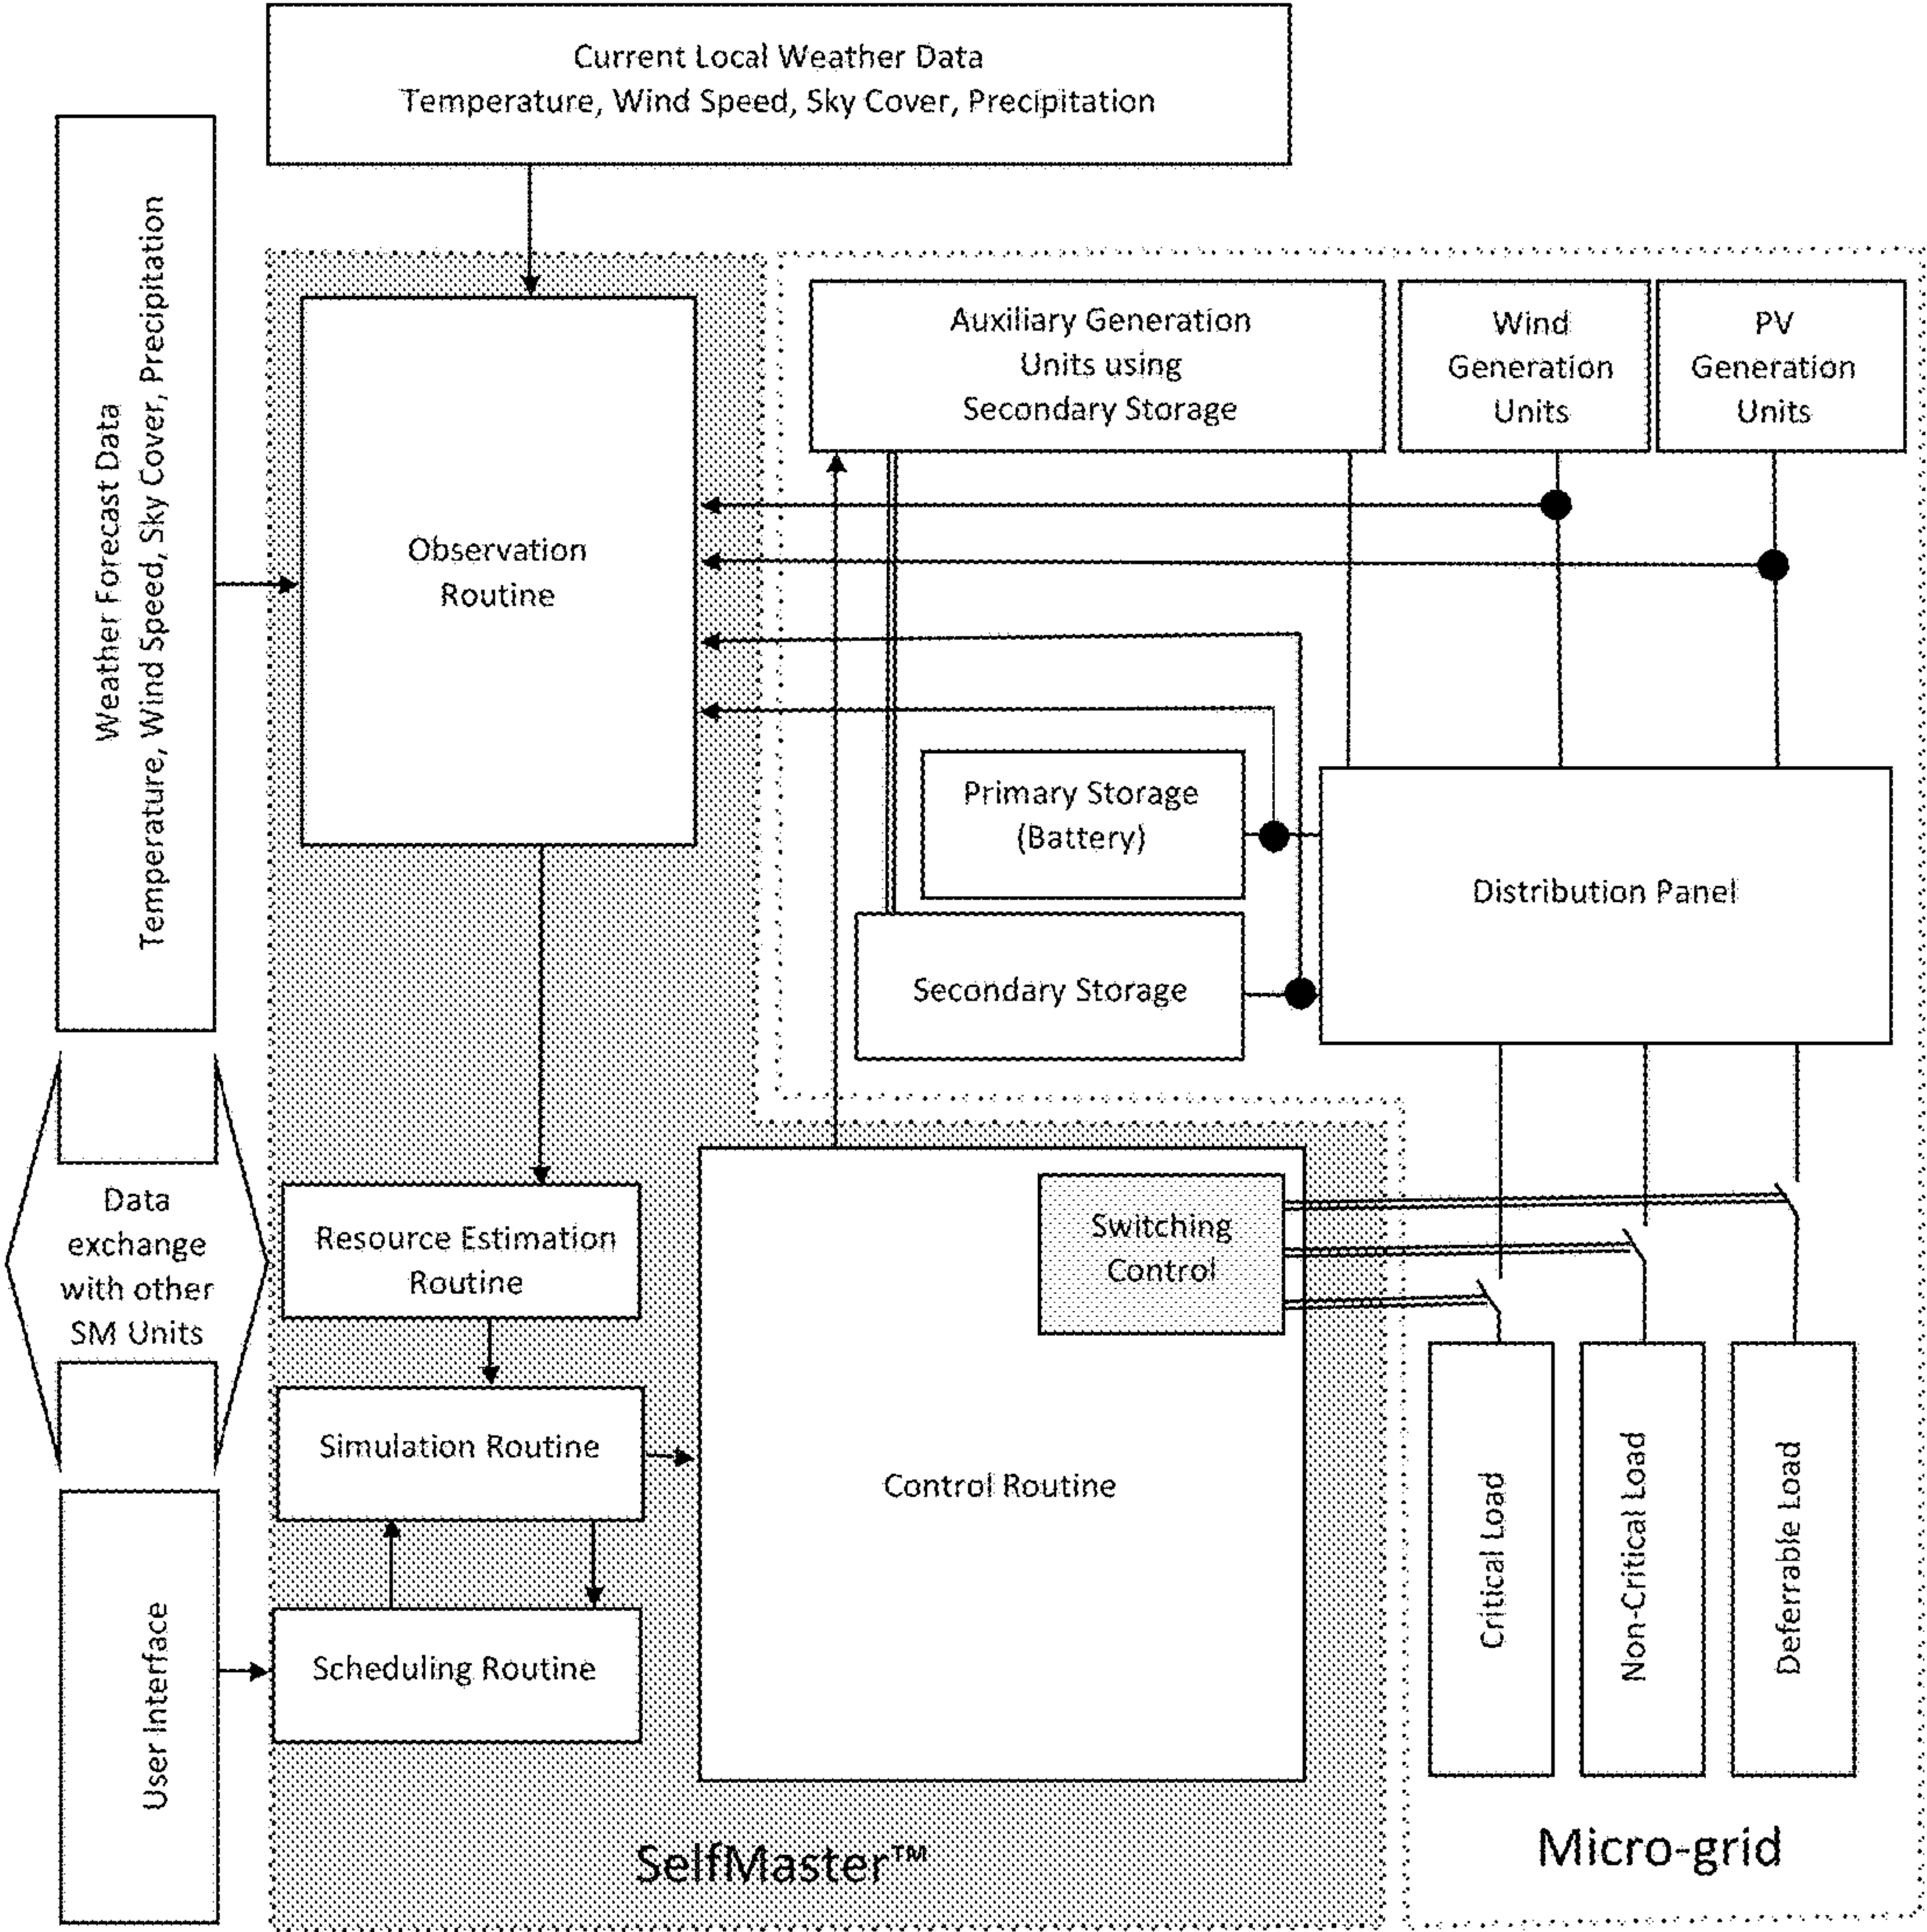 Current Local Weather Data
Temperature, Wind Speed, Sky Cover, Precipitation
Weather Forecast Data
Temperature, Wind Speed, Sky Cover, Precipitation
Observation
Routine
Auxiliary Generation
Units using
Secondary Storage
Wind
Generation
Units
PV
Generation
Units
Primary Storage
(Battery)
Secondary Storage
Distribution Panel
Data
exchange
with other
SM Units
Resource Estimation
Routine
Switching
Control
Simulation Routine
Control Routine
Scheduling Routine
User Interface
Critical Load
Non-Critical Load
Deferrable Load
SelfMaster™
Micro-grid